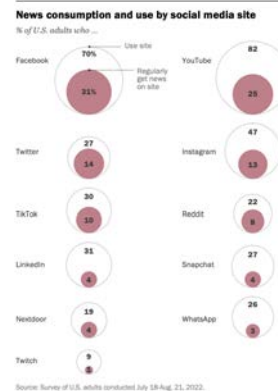 News consumption and use by social media site
% of U.S. adults who ...
Facebook
70%
Use site
31%
Regularly
get news
on site
YouTube
82
25
Twitter
27
14
Instagram
47
13
TikTok
30
10
Reddit
22
8
LinkedIn
31
4
Snapchat
27
4
Nextdoor
19
4
WhatsApp
26
3
Twitch
9
1
Source: Survey of U.S. adults conducted July 18-Aug. 21, 2022.